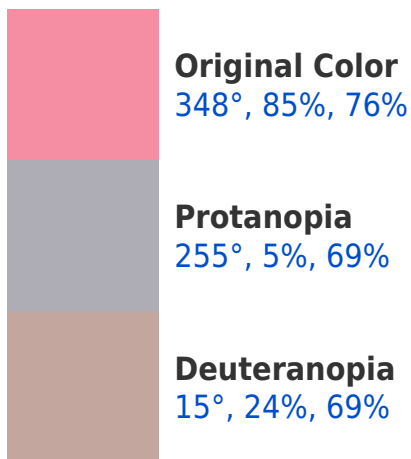 Original Color
348°, 85%, 76%
Protanopia
255°, 5%, 69%
Deuteranopia
15°, 24%, 69%